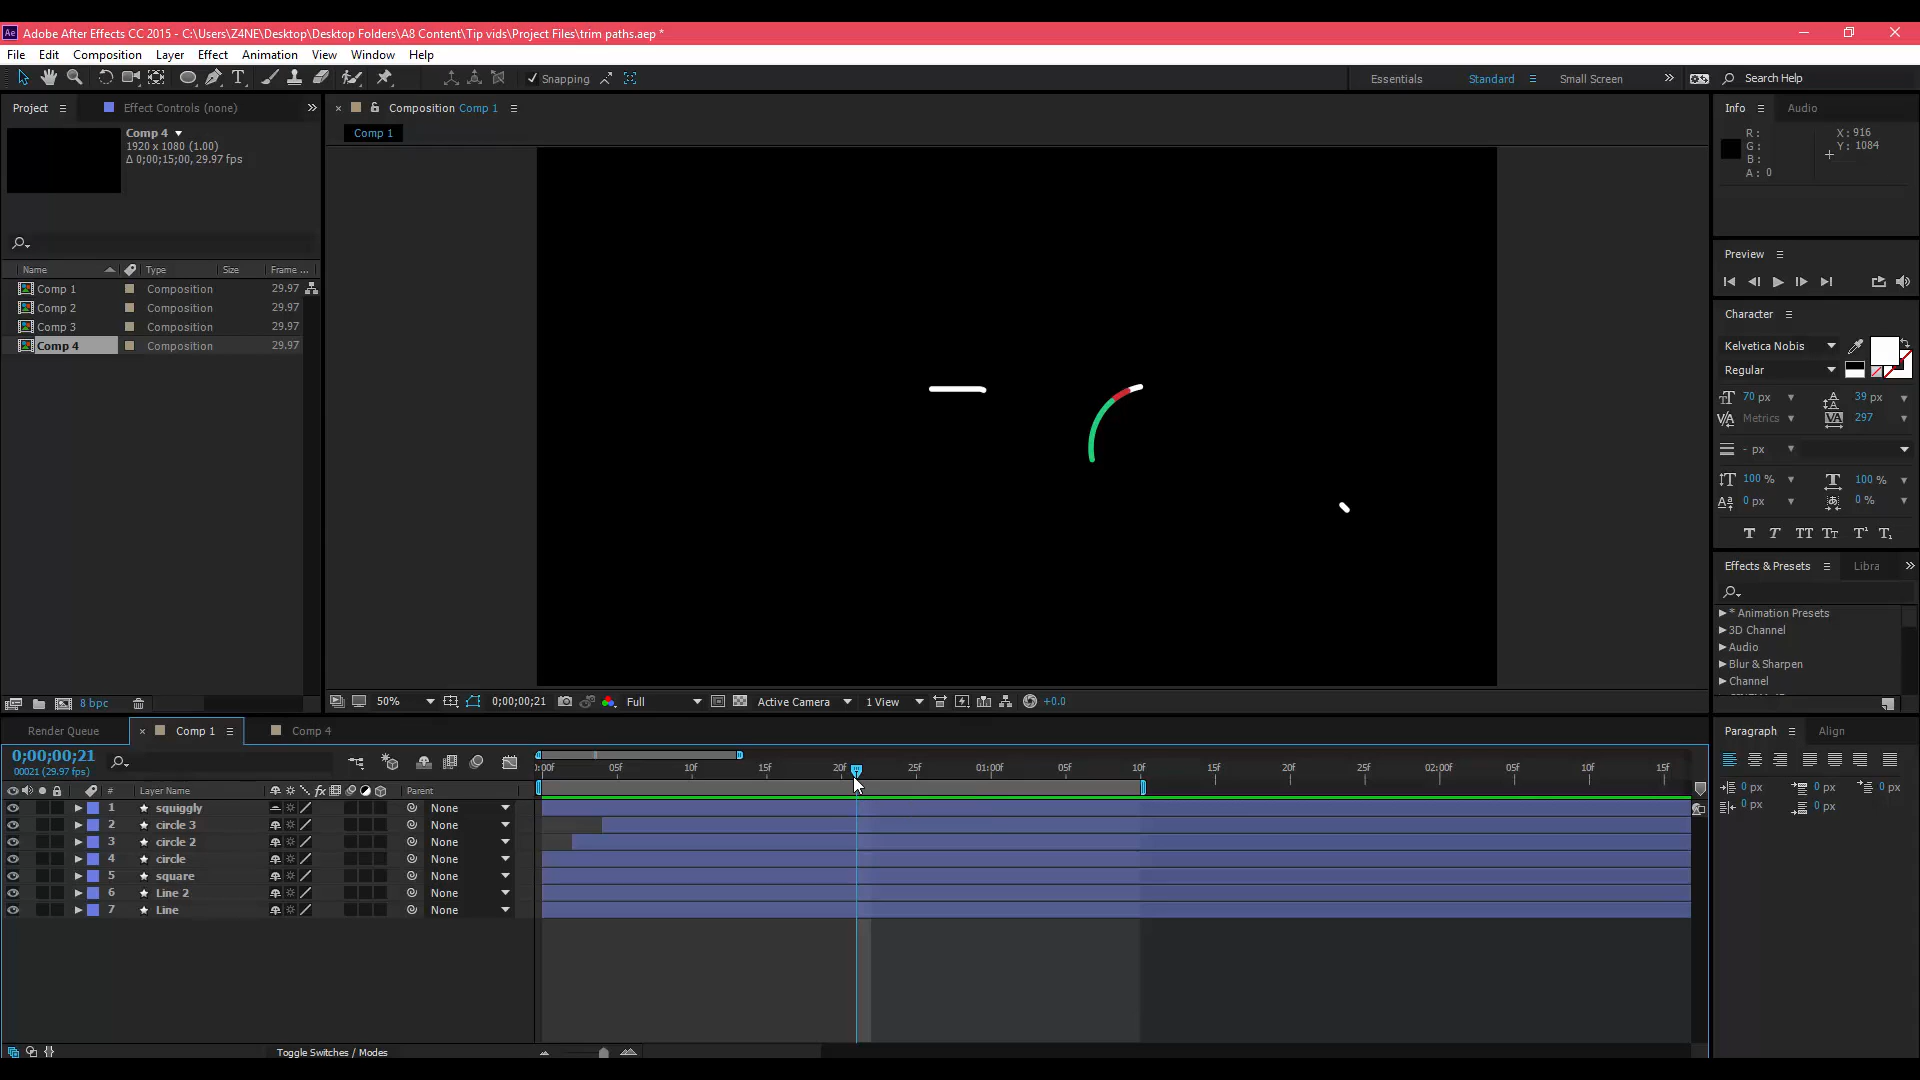 Ae Adobe After Effects CC 2015 - C:\Users\Z4NE\Desktop\Desktop Folders\A8 Content\Tip vids\Project Files\trim paths.aep *
File Edit Composition Layer Effect Animation View Window Help
T Snapping Essentials Standard Small Screen Search Help
Project Effect Controls (none) Composition Comp 1 Info Audio
Comp 1
Comp 4
1920 x 1080 (1.00)
Δ 0;00;15;00, 29.97 fps
R: X: 916
G: Y: 1084
B:
A: 0
Preview
Name Type Size Frame ...
Comp 1 Composition 29.97
Comp 2 Composition 29.97
Comp 3 Composition 29.97
Comp 4 Composition 29.97
Character
Kelvetica Nobis
Regular
70 px 39 px
Metrics 297
- px
100 % 100 %
0 px 0 %
T T TT Tt T¹ T₁
Effects & Presets Libra
* Animation Presets
3D Channel
Audio
Blur & Sharpen
Channel
8 bpc
50% 0;00;00;21 Full Active Camera 1 View +0.0
Render Queue Comp 1 Comp 4
0;00;00;21
00021 (29.97 fps)
0:00f 05f 10f 15f 20f 25f 01:00f 05f 10f 15f 20f 25f 02:00f 05f 10f 15f
# Layer Name fx Parent
1 squiggly None
2 circle 3 None
3 circle 2 None
4 circle None
5 square None
6 Line 2 None
7 Line None
Toggle Switches / Modes
Paragraph Align
0 px 0 px 0 px
0 px 0 px